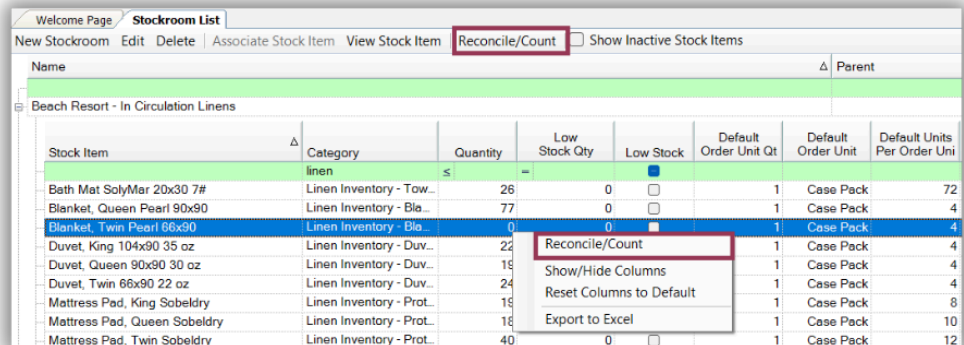 Welcome Page Stockroom List
New Stockroom Edit Delete Associate Stock Item View Stock Item Reconcile/Count Show Inactive Stock Items
Name Parent
Beach Resort - In Circulation Linens
Stock Item Category Quantity Low Stock Qty Low Stock Default Order Unit Qt Default Order Unit Default Units Per Order Uni
linen ≤ =
Bath Mat SolyMar 20x30 7# Linen Inventory - Tow... 26 0 1 Case Pack 72
Blanket, Queen Pearl 90x90 Linen Inventory - Bla... 77 0 1 Case Pack 4
Blanket, Twin Pearl 66x90 Linen Inventory - Bla... 0 0 1 Case Pack 4
Duvet, King 104x90 35 oz Linen Inventory - Duv... 22 1 Case Pack 4
Duvet, Queen 90x90 30 oz Linen Inventory - Duv... 19 1 Case Pack 4
Duvet, Twin 66x90 22 oz Linen Inventory - Duv... 24 1 Case Pack 4
Mattress Pad, King Sobeldry Linen Inventory - Prot... 19 1 Case Pack 8
Mattress Pad, Queen Sobeldry Linen Inventory - Prot... 18 1 Case Pack 10
Mattress Pad, Twin Sobeldry Linen Inventory - Prot... 40 0 1 Case Pack 12
Reconcile/Count
Show/Hide Columns
Reset Columns to Default
Export to Excel